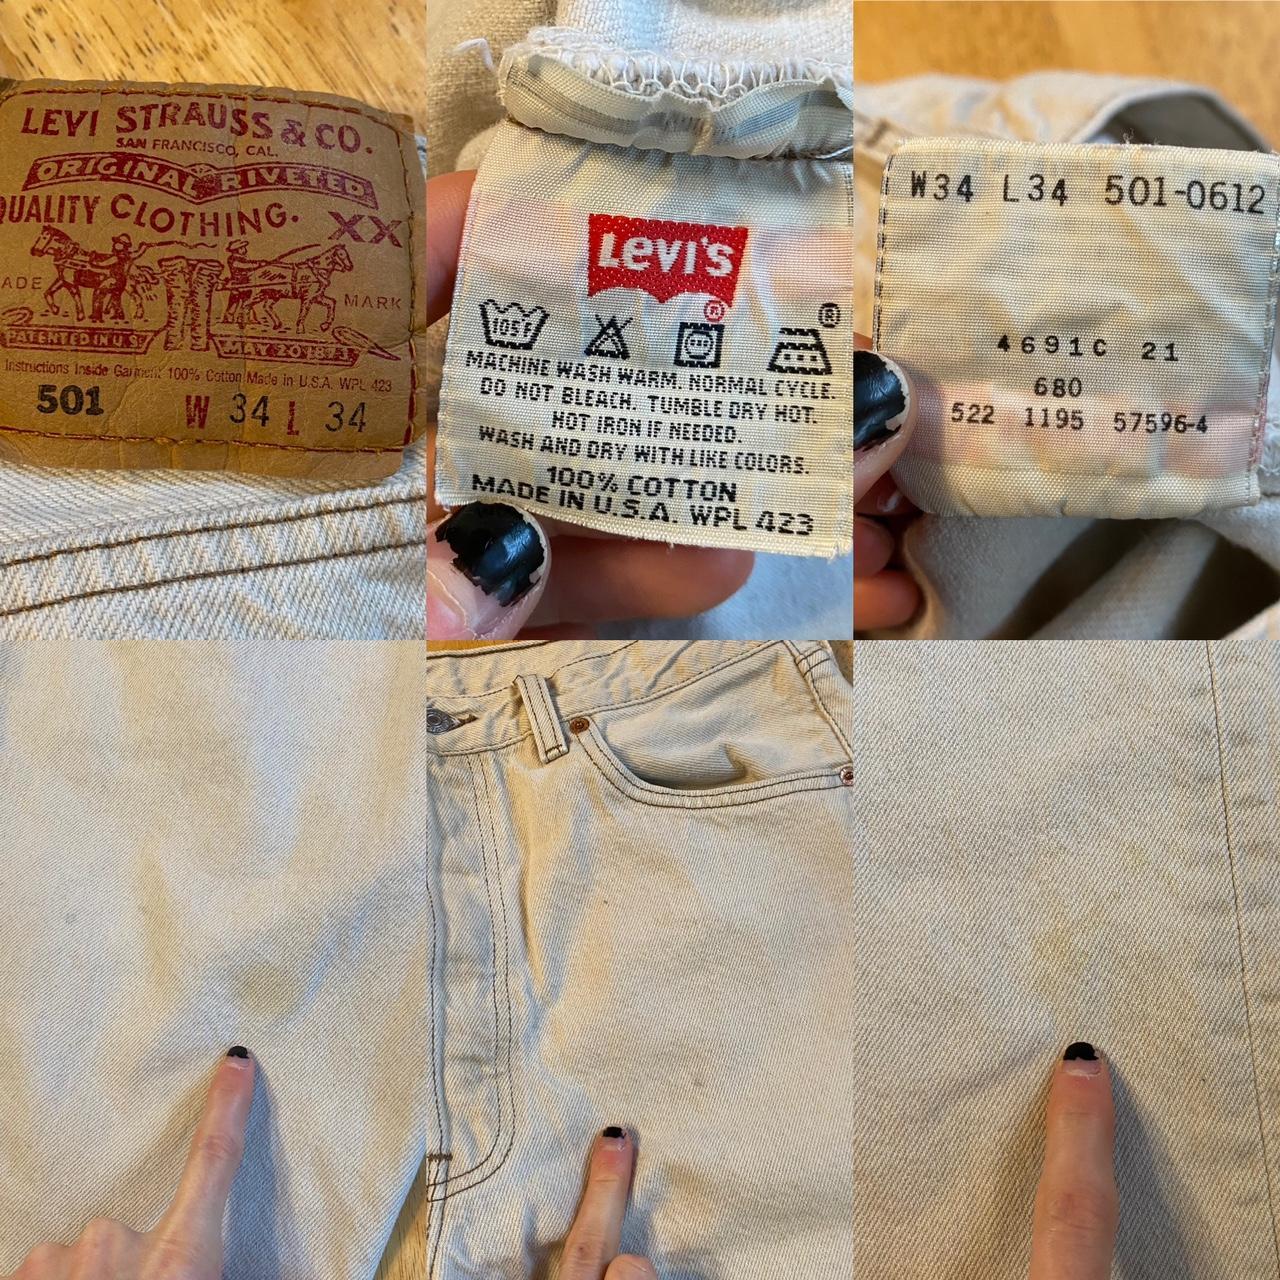 LEVI STRAUSS & CO.
SAN FRANCISCO, CAL.
ORIGINAL RIVETED
QUALITY CLOTHING.
XX
ADE MARK
PATENTED IN U.S.
MAY 20 1873
Instructions Inside Garment 100% Cotton Made in U.S.A. WPL 423
501 W 34 L 34
Levi's
®
®
105F
MACHINE WASH WARM. NORMAL CYCLE.
DO NOT BLEACH. TUMBLE DRY HOT.
HOT IRON IF NEEDED.
WASH AND DRY WITH LIKE COLORS.
100% COTTON
MADE IN U.S.A. WPL 423
W34 L34 501-0612
4691C 21
680
522 1195 57596-4